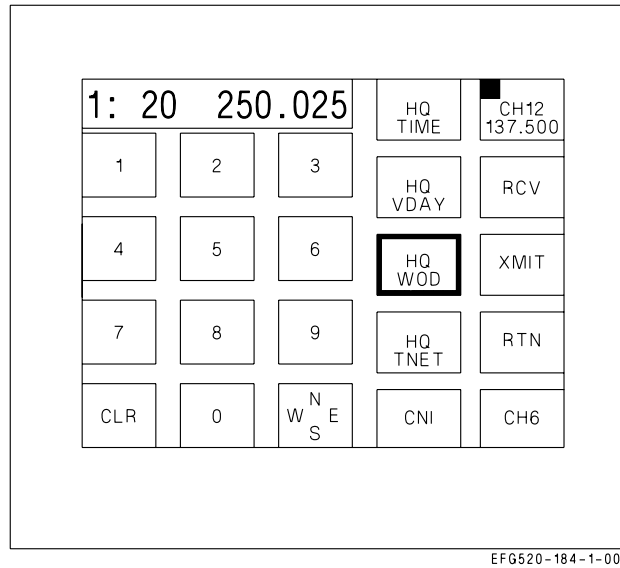 1: 20 250.025
HQ
TIME
CH12
137.500
1
2
3
HQ
VDAY
RCV
4
5
6
HQ
WOD
XMIT
7
8
9
HQ
TNET
RTN
CLR
0
N
W E
S
CNI
CH6
EFG520-184-1-00